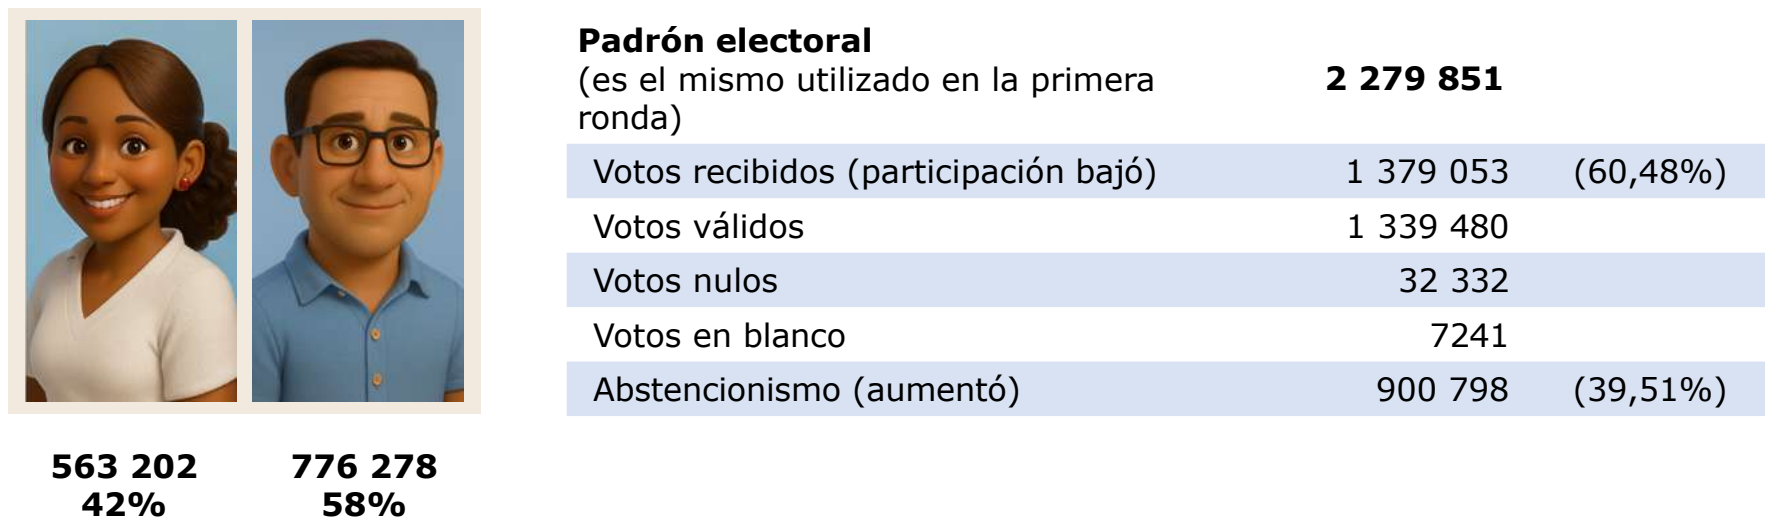 Padrón electoral
(es el mismo utilizado en la primera
ronda)
2 279 851
Votos recibidos (participación bajó) 1 379 053 (60,48%)
Votos válidos 1 339 480
Votos nulos 32 332
Votos en blanco 7241
Abstencionismo (aumentó) 900 798 (39,51%)
563 202 776 278
42% 58%